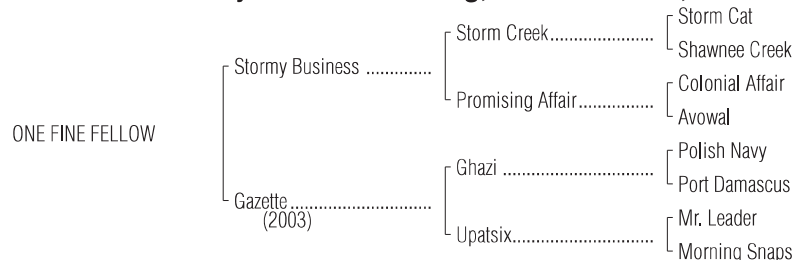 Storm Cat
Storm Creek
Shawnee Creek
Stormy Business
Colonial Affair
Promising Affair
Avowal
ONE FINE FELLOW
Polish Navy
Ghazi
Port Damascus
Gazette
(2003)
Mr. Leader
Upatsix
Morning Snaps